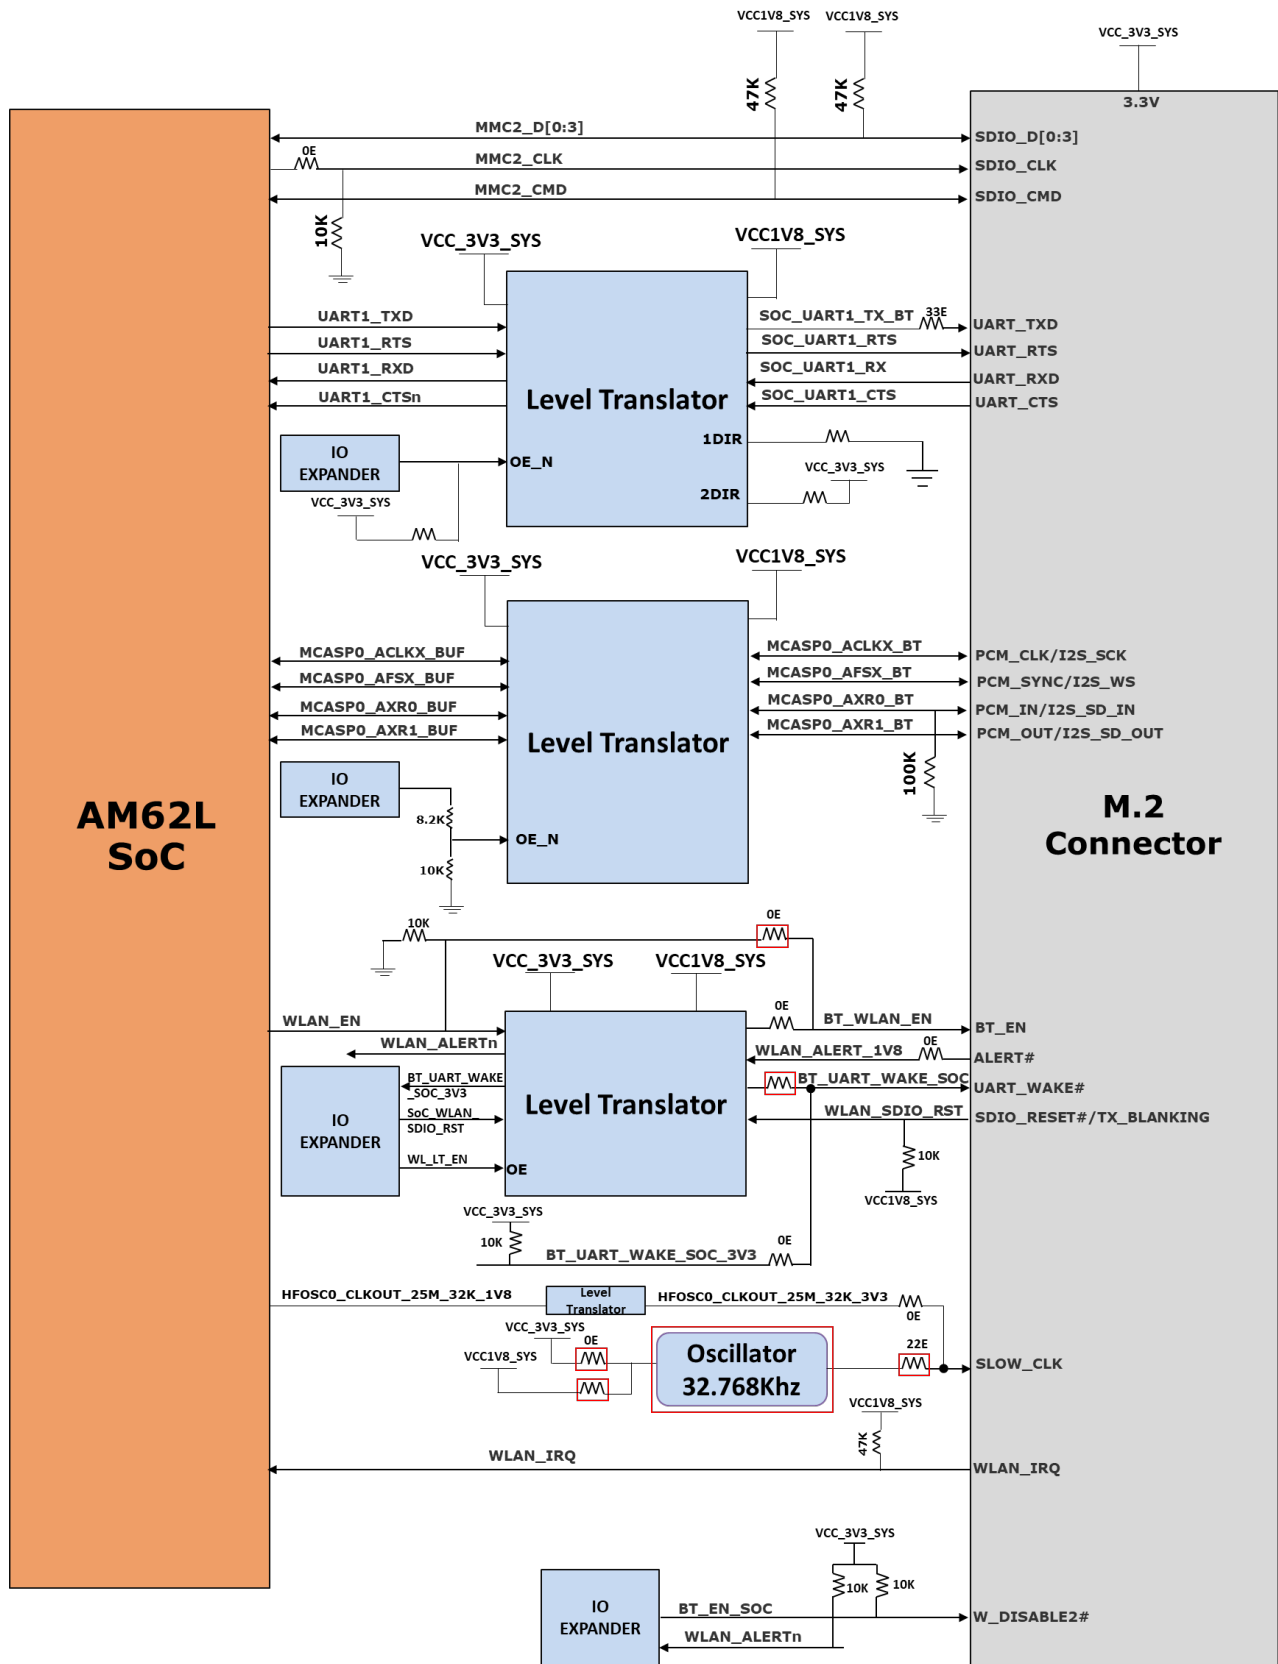 VCC1V8_SYS
VCC1V8_SYS
VCC_3V3_SYS
47K
47K
3.3V
MMC2_D[0:3]
SDIO_D[0:3]
0E
MMC2_CLK
SDIO_CLK
MMC2_CMD
SDIO_CMD
10K
VCC_3V3_SYS
VCC1V8_SYS
UART1_TXD
SOC_UART1_TX_BT
33E
UART_TXD
UART1_RTS
SOC_UART1_RTS
UART_RTS
UART1_RXD
SOC_UART1_RX
UART_RXD
UART1_CTSn
Level Translator
SOC_UART1_CTS
UART_CTS
IO
EXPANDER
OE_N
1DIR
VCC_3V3_SYS
2DIR
VCC_3V3_SYS
VCC_3V3_SYS
VCC1V8_SYS
MCASP0_ACLKX_BUF
MCASP0_ACLKX_BT
PCM_CLK/I2S_SCK
MCASP0_AFSX_BUF
MCASP0_AFSX_BT
PCM_SYNC/I2S_WS
MCASP0_AXR0_BUF
MCASP0_AXR0_BT
PCM_IN/I2S_SD_IN
MCASP0_AXR1_BUF
Level Translator
MCASP0_AXR1_BT
PCM_OUT/I2S_SD_OUT
IO
EXPANDER
100K
8.2K
OE_N
10K
AM62L
SoC
M.2
Connector
10K
0E
VCC_3V3_SYS
VCC1V8_SYS
WLAN_EN
0E
BT_WLAN_EN
BT_EN
WLAN_ALERTn
WLAN_ALERT_1V8
0E
ALERT#
BT_UART_WAKE
_SOC_3V3
BT_UART_WAKE_SOC
UART_WAKE#
IO
EXPANDER
SoC_WLAN_
SDIO_RST
Level Translator
WLAN_SDIO_RST
SDIO_RESET#/TX_BLANKING
WL_LT_EN
OE
10K
VCC1V8_SYS
VCC_3V3_SYS
10K
BT_UART_WAKE_SOC_3V3
0E
HFOSC0_CLKOUT_25M_32K_1V8
Level
Translator
HFOSC0_CLKOUT_25M_32K_3V3
0E
VCC_3V3_SYS
0E
VCC1V8_SYS
Oscillator
32.768Khz
22E
SLOW_CLK
VCC1V8_SYS
47K
WLAN_IRQ
WLAN_IRQ
VCC_3V3_SYS
10K
10K
IO
EXPANDER
BT_EN_SOC
W_DISABLE2#
WLAN_ALERTn